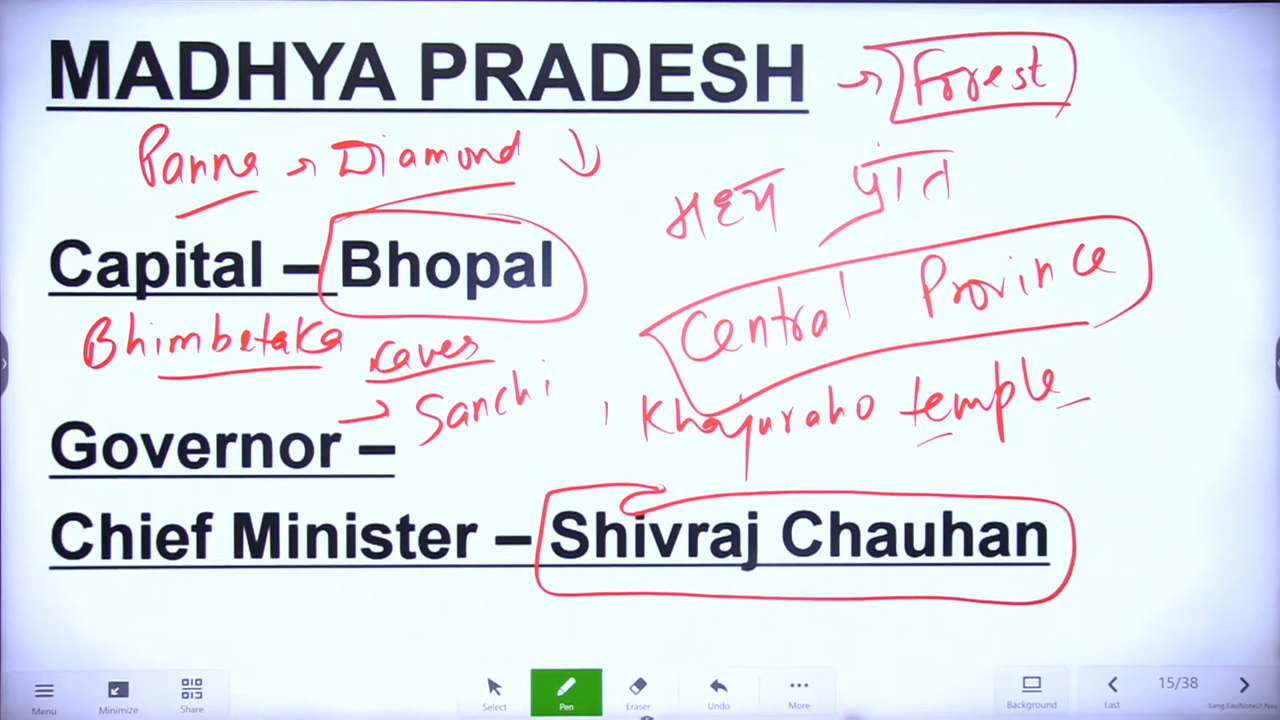 MADHYA PRADESH → Forest
Panna → Diamond ↓
मध्य प्रांत
Capital – Bhopal
Central Province
Bhimbetaka caves
→ Sanchi , Khajuraho temple
Governor –
Chief Minister – Shivraj Chauhan
Menu Minimize Share Select Pen Eraser Undo More Background Last 15/38